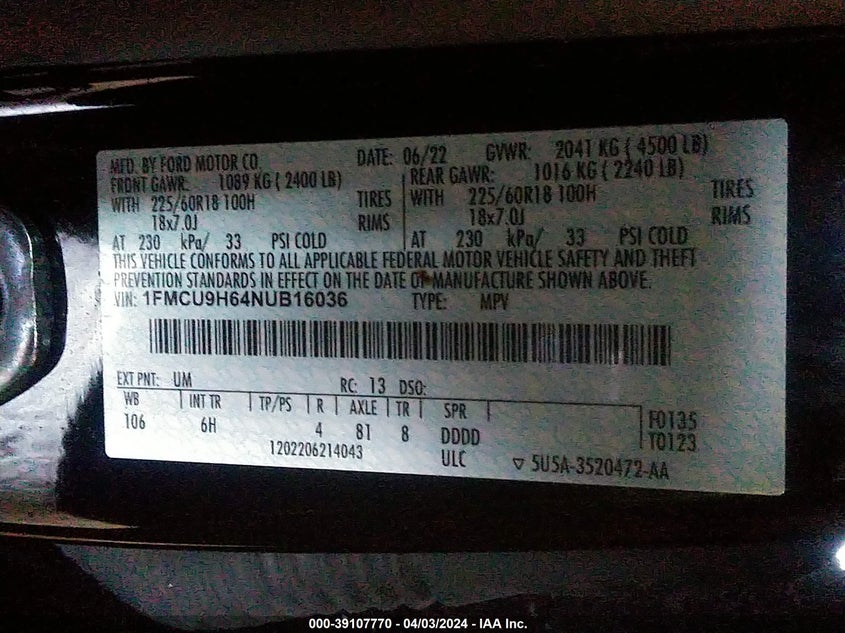 MFD. BY FORD MOTOR CO. DATE: 06/22 GVWR: 2041 KG ( 4500 LB)
FRONT GAWR: 1089 KG ( 2400 LB) REAR GAWR: 1016 KG ( 2240 LB)
WITH 225/60R18 100H TIRES WITH 225/60R18 100H TIRES
18x7.0J RIMS 18x7.0J RIMS
AT 230 kPa/ 33 PSI COLD AT 230 kPa/ 33 PSI COLD
THIS VEHICLE CONFORMS TO ALL APPLICABLE FEDERAL MOTOR VEHICLE SAFETY AND THEFT
PREVENTION STANDARDS IN EFFECT ON THE DATE OF MANUFACTURE SHOWN ABOVE.
VIN: 1FMCU9H64NUB16036 TYPE: MPV
EXT PNT: UM RC: 13 DSO:
WB INT TR TP/PS R AXLE TR SPR F0135
106 6H 4 81 8 DDDD T0123
1202206214043 ULC ▽ 5U5A-3520472-AA
000-39107770 - 04/03/2024 - IAA Inc.